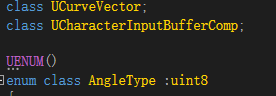 class UCurveVector;
class UCharacterInputBufferComp;
UENUM()
enum class AngleType :uint8
{